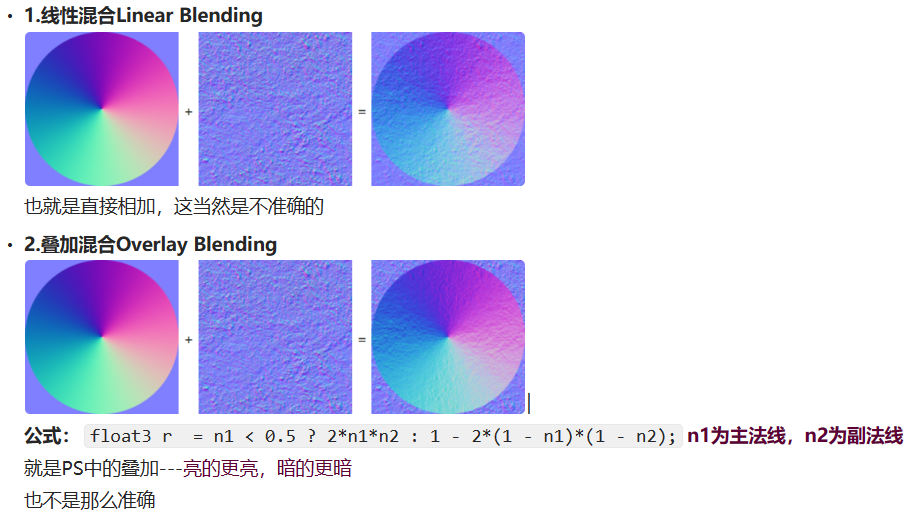 • 1.线性混合Linear Blending
+ =
也就是直接相加，这当然是不准确的
• 2.叠加混合Overlay Blending
+ =
公式： float3 r  = n1 < 0.5 ? 2*n1*n2 : 1 - 2*(1 - n1)*(1 - n2); n1为主法线，n2为副法线
就是PS中的叠加---亮的更亮，暗的更暗
也不是那么准确